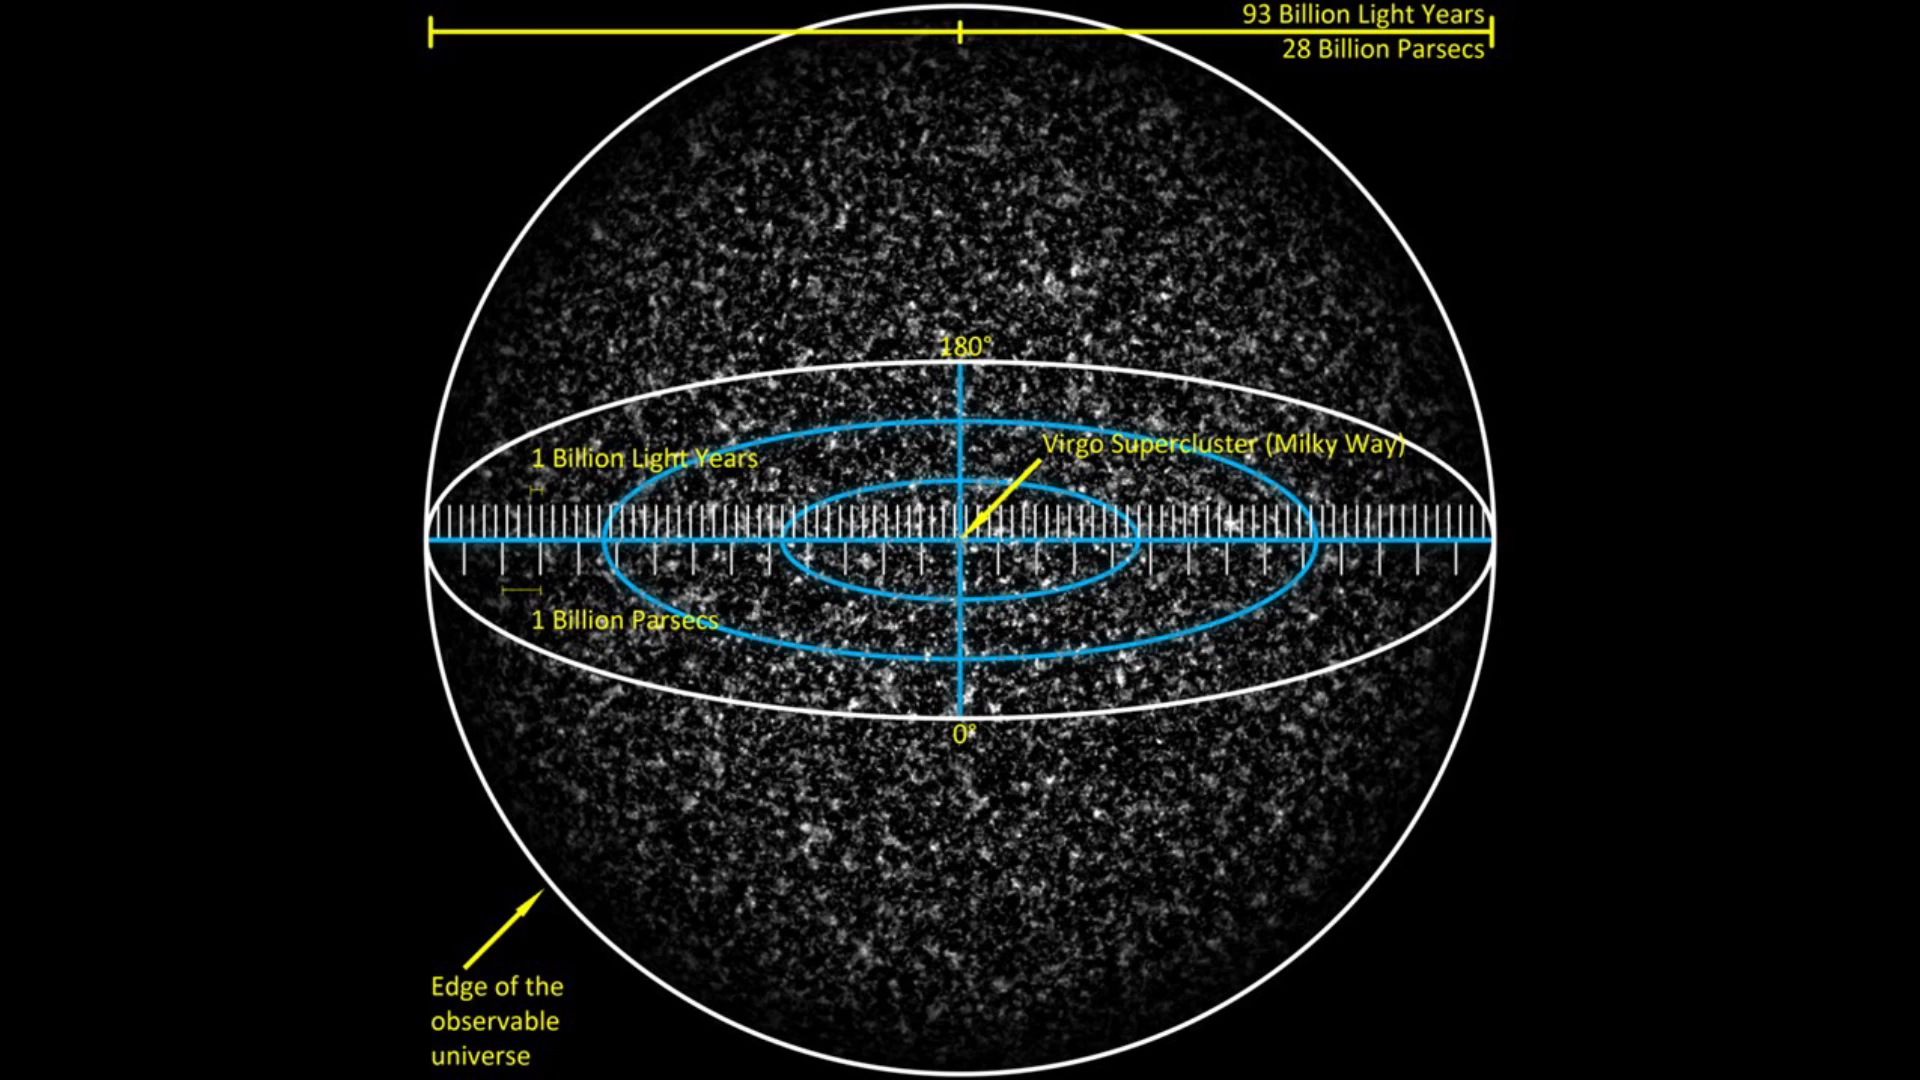 93 Billion Light Years
28 Billion Parsecs
180°
Virgo Supercluster (Milky Way)
1 Billion Light Years
1 Billion Parsecs
0°
Edge of the
observable
universe